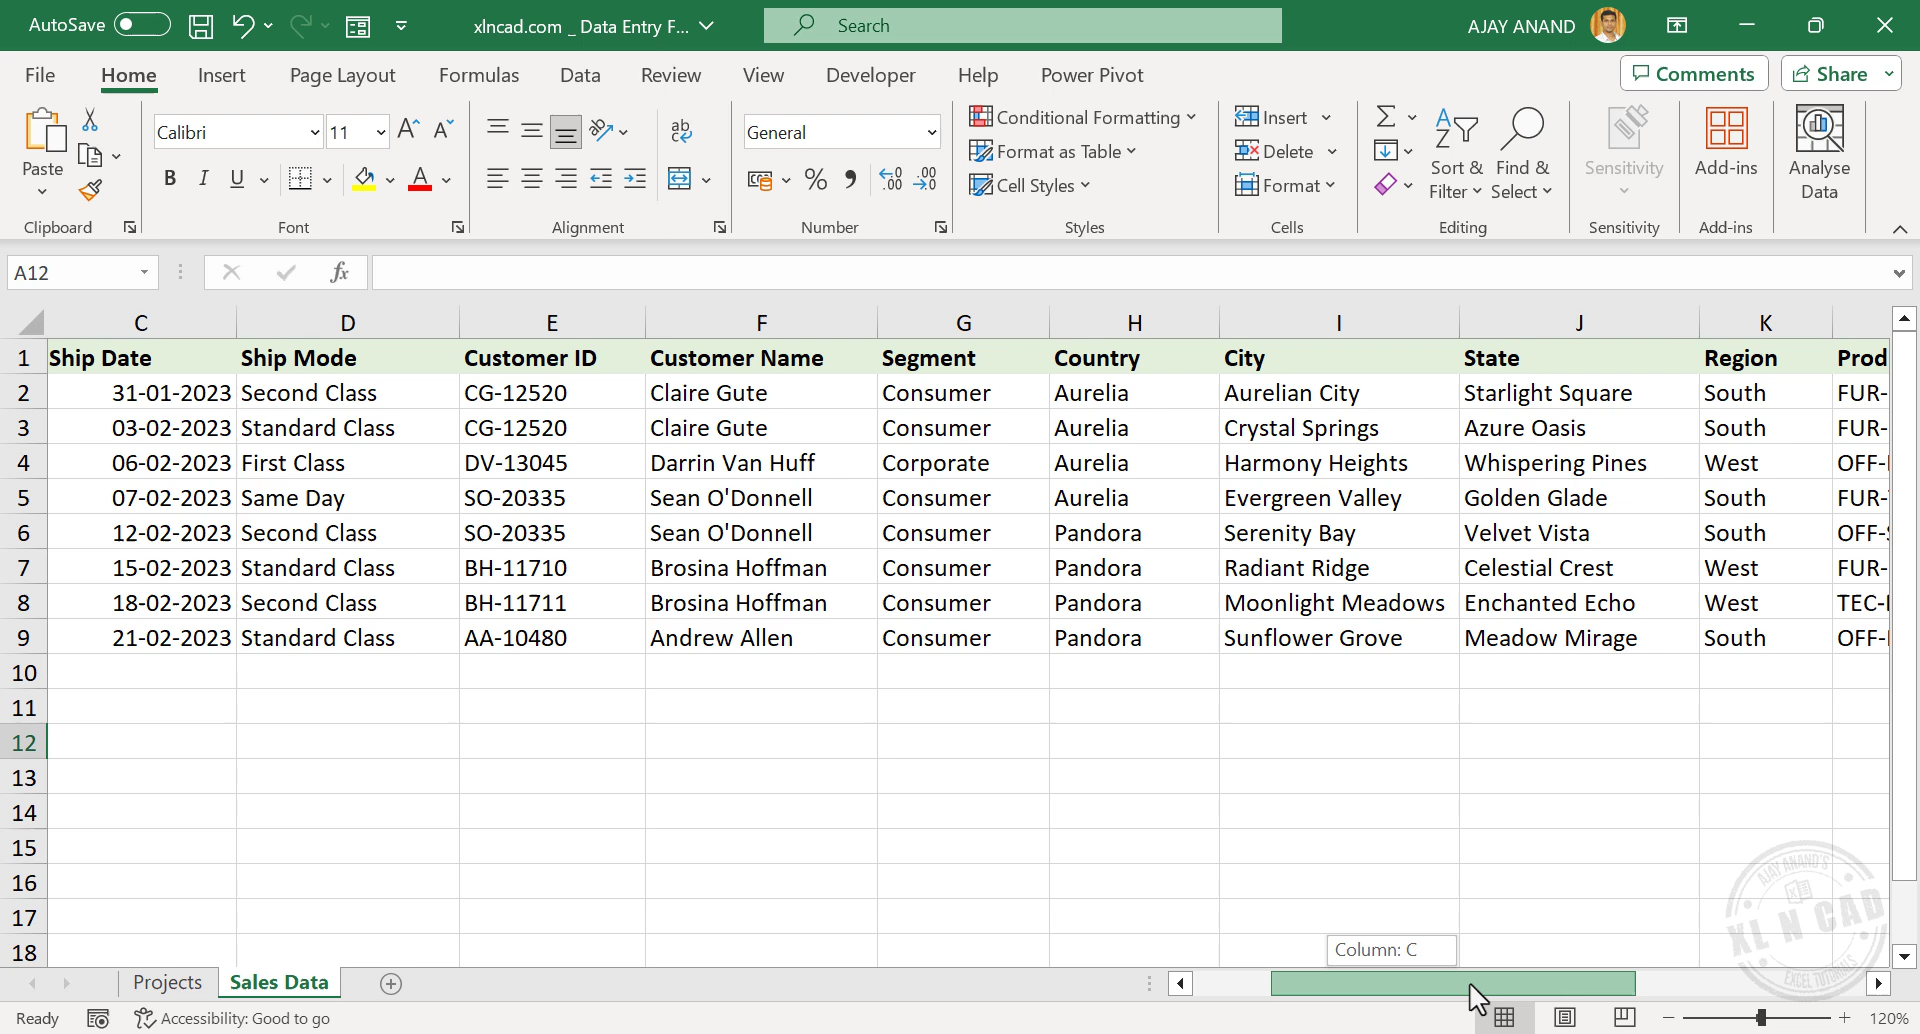 AutoSave xlncad.com _ Data Entry F... Search AJAY ANAND
File Home Insert Page Layout Formulas Data Review View Developer Help Power Pivot Comments Share
Paste Calibri 11 General Conditional Formatting Format as Table Cell Styles Insert Delete Format Sort & Filter Find & Select Sensitivity Add-ins Analyse Data
Clipboard Font Alignment Number Styles Cells Editing Sensitivity Add-ins
A12 fx
C D E F G H I J K
1 Ship Date Ship Mode Customer ID Customer Name Segment Country City State Region Prod
2 31-01-2023 Second Class CG-12520 Claire Gute Consumer Aurelia Aurelian City Starlight Square South FUR-
3 03-02-2023 Standard Class CG-12520 Claire Gute Consumer Aurelia Crystal Springs Azure Oasis South FUR-
4 06-02-2023 First Class DV-13045 Darrin Van Huff Corporate Aurelia Harmony Heights Whispering Pines West OFF-
5 07-02-2023 Same Day SO-20335 Sean O'Donnell Consumer Aurelia Evergreen Valley Golden Glade South FUR-
6 12-02-2023 Second Class SO-20335 Sean O'Donnell Consumer Pandora Serenity Bay Velvet Vista South OFF-
7 15-02-2023 Standard Class BH-11710 Brosina Hoffman Consumer Pandora Radiant Ridge Celestial Crest West FUR-
8 18-02-2023 Second Class BH-11711 Brosina Hoffman Consumer Pandora Moonlight Meadows Enchanted Echo West TEC-
9 21-02-2023 Standard Class AA-10480 Andrew Allen Consumer Pandora Sunflower Grove Meadow Mirage South OFF-
10
11
12
13
14
15
16
17
18
Column: C
AJAY ANAND'S
XL N CAD
EXCEL TUTORIALS
Projects Sales Data
Ready Accessibility: Good to go 120%